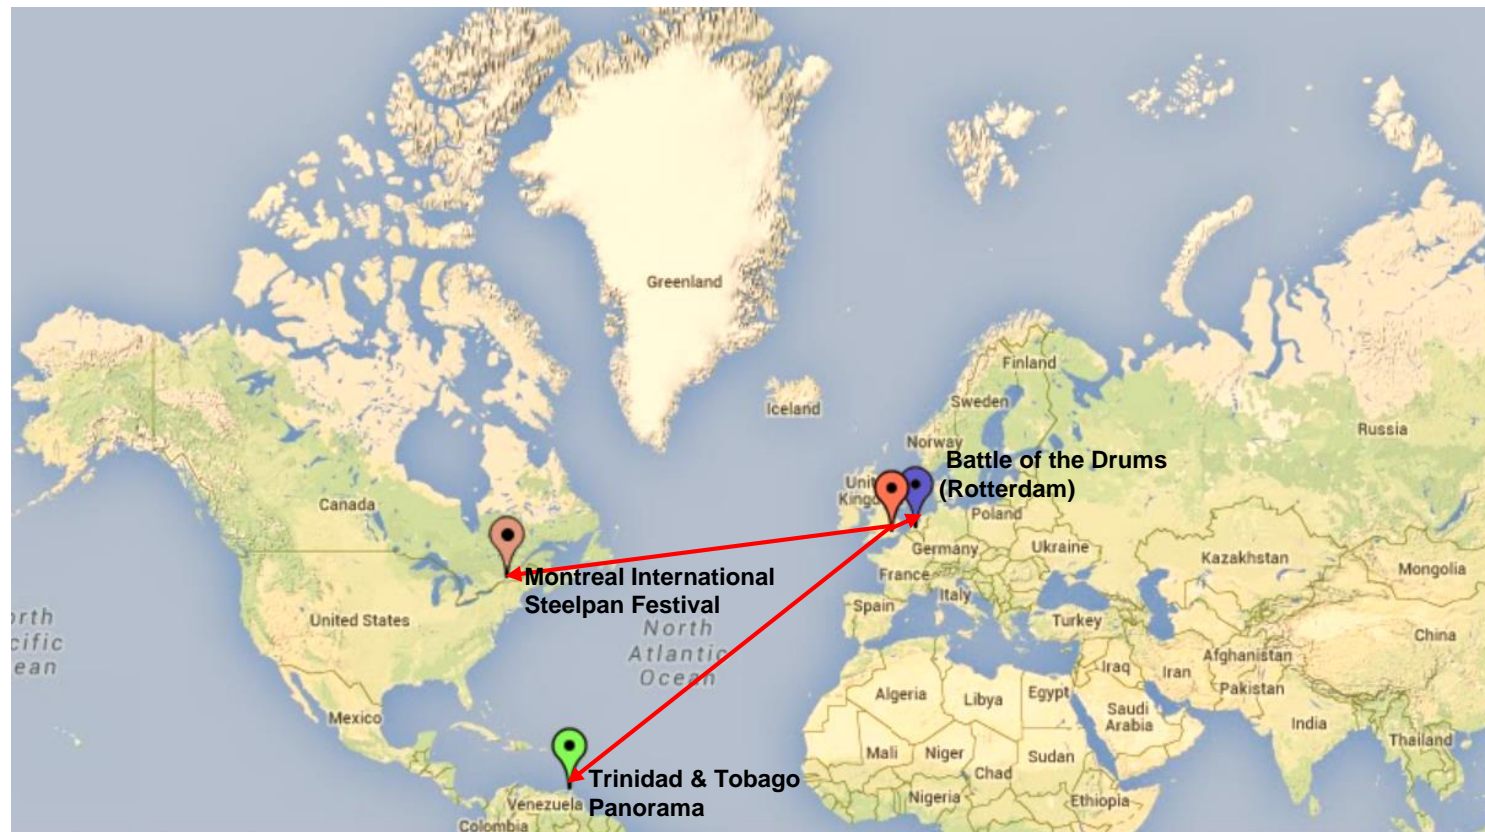 Greenland
Finland
Iceland
Sweden
Russia
Norway
Battle of the Drums
(Rotterdam)
Canada
Poland
Germany
Ukraine
Kazakhstan
Mongolia
France
Montreal International
Steelpan Festival
Italy
Spain
United States
Turkey
North
Atlantic
Ocean
China
Afghanistan
Iraq
Iran
Pakistan
Algeria
Libya
Egypt
Saudi
Arabia
Mexico
India
Thailand
Mali
Niger
Sudan
Chad
Trinidad & Tobago
Panorama
Venezuela
Nigeria
Ethiopia
Colombia